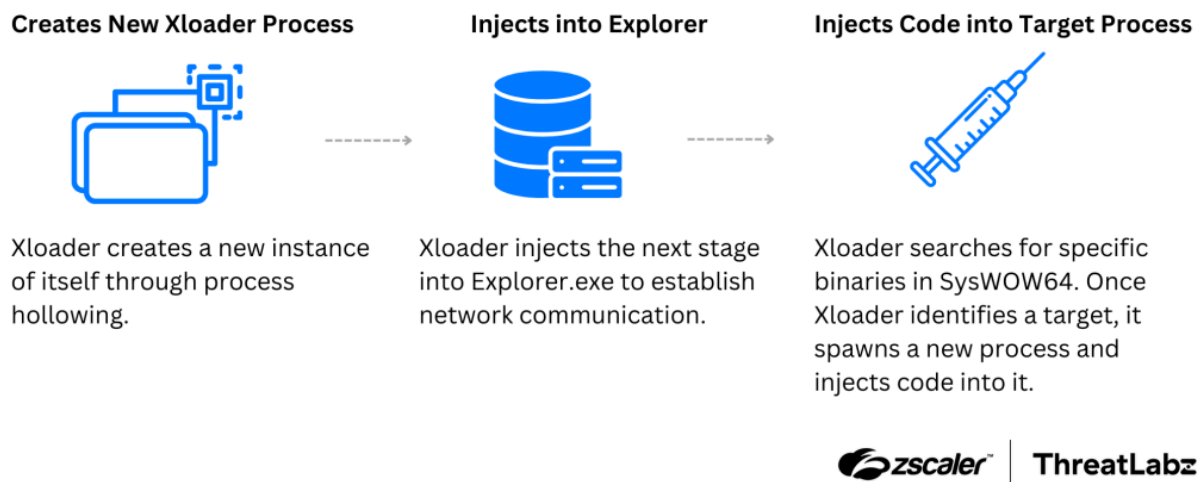 Creates New Xloader Process
Xloader creates a new instance
of itself through process
hollowing.
Injects into Explorer
Xloader injects the next stage
into Explorer.exe to establish
network communication.
Injects Code into Target Process
Xloader searches for specific
binaries in SysWOW64. Once
Xloader identifies a target, it
spawns a new process and
injects code into it.
zscaler™ | ThreatLabz